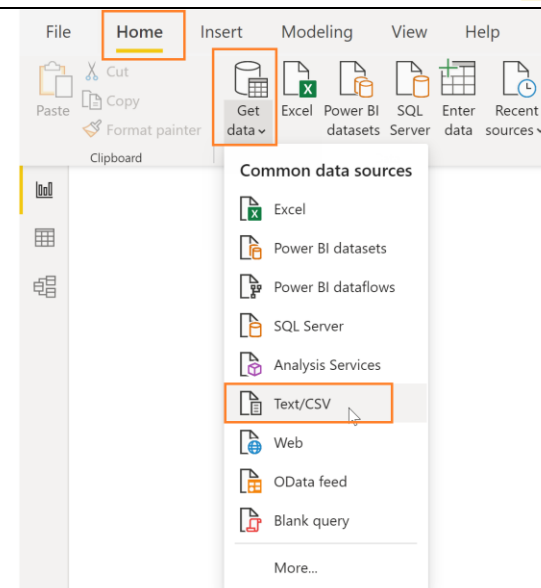 File Home Insert Modeling View Help
Cut
Copy
Format painter
Paste
Clipboard
Get data
Excel
Power BI datasets
SQL Server
Enter data
Recent sources
Common data sources
Excel
Power BI datasets
Power BI dataflows
SQL Server
Analysis Services
Text/CSV
Web
OData feed
Blank query
More...